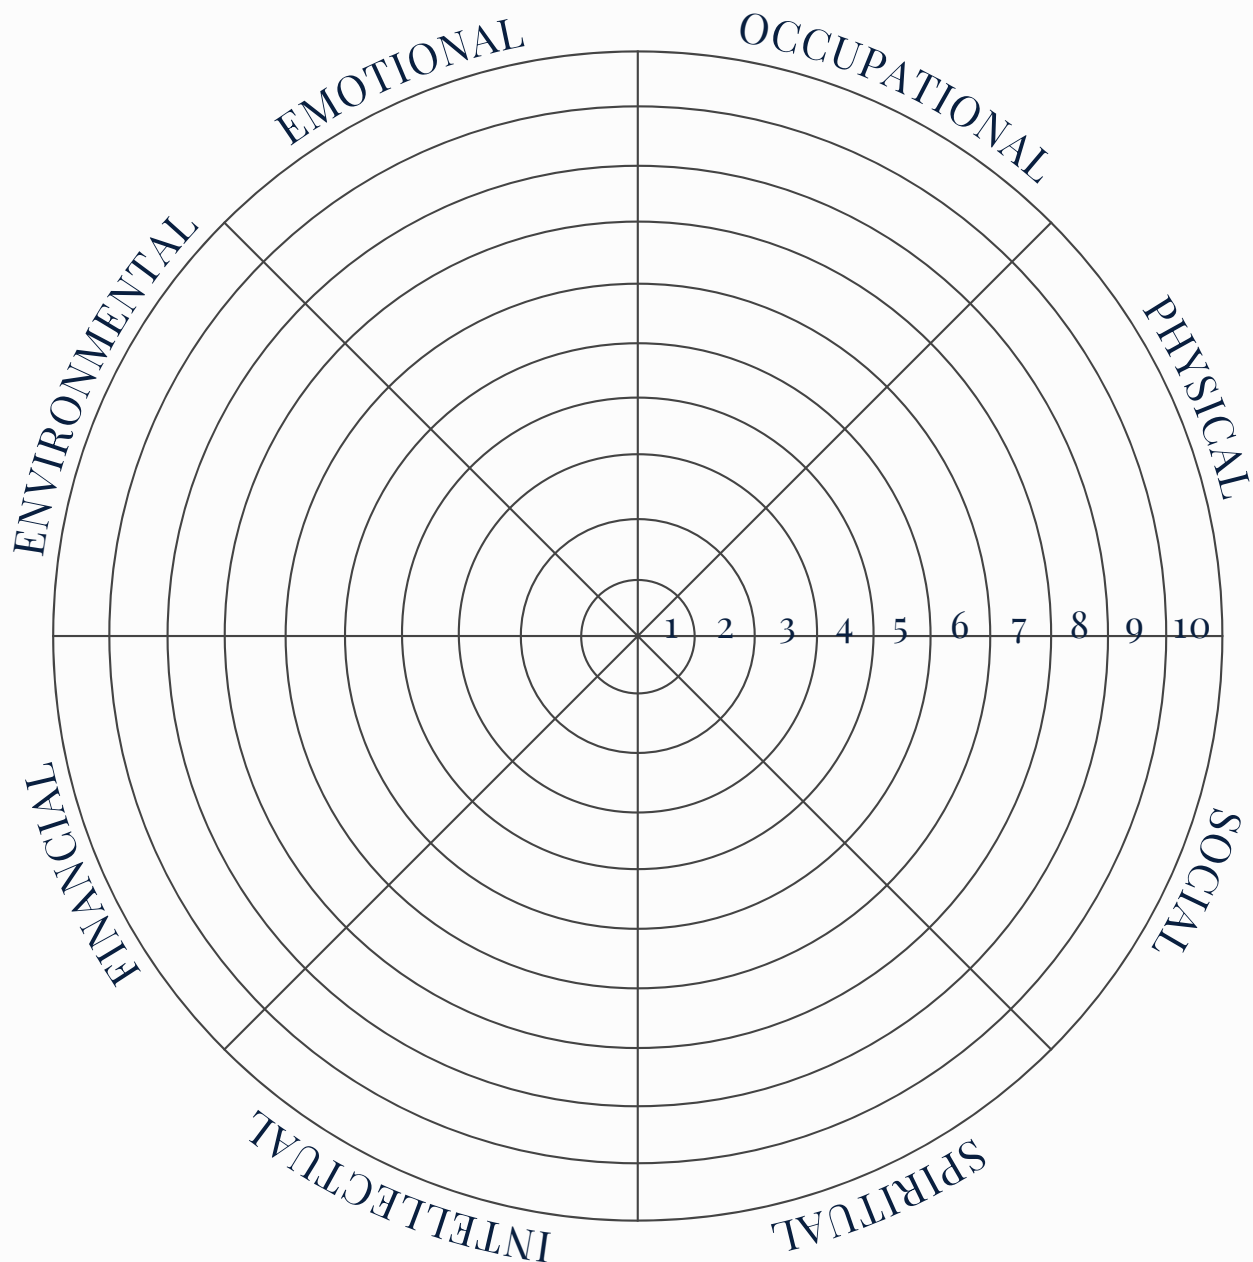 EMOTIONAL
OCCUPATIONAL
PHYSICAL
SOCIAL
SPIRITUAL
INTELLECTUAL
FINANCIAL
ENVIRONMENTAL
1 2 3 4 5 6 7 8 9 10